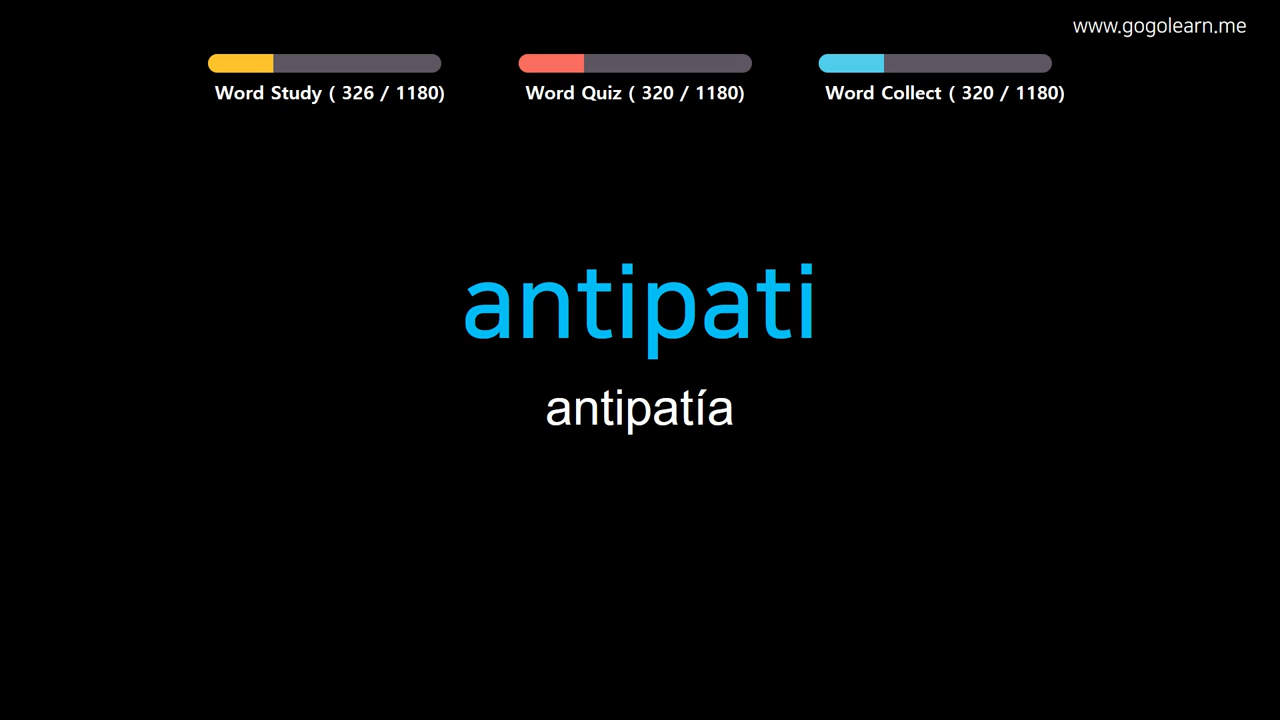 www.gogolearn.me
Word Study ( 326 / 1180)
Word Quiz ( 320 / 1180)
Word Collect ( 320 / 1180)
antipati
antipatía